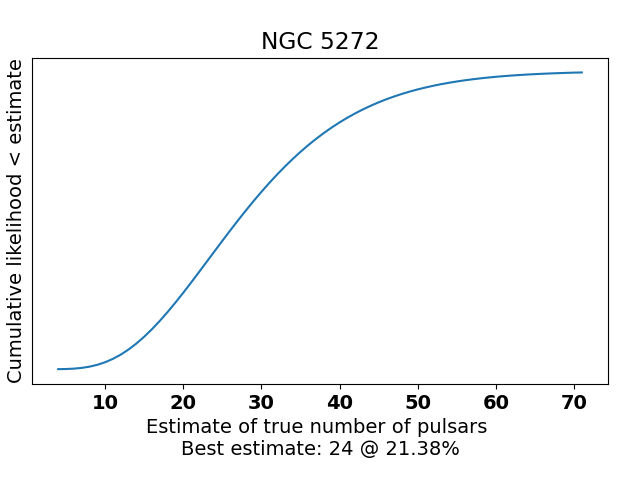 NGC 5272
Cumulative likelihood < estimate
10 20 30 40 50 60 70
Estimate of true number of pulsars
Best estimate: 24 @ 21.38%